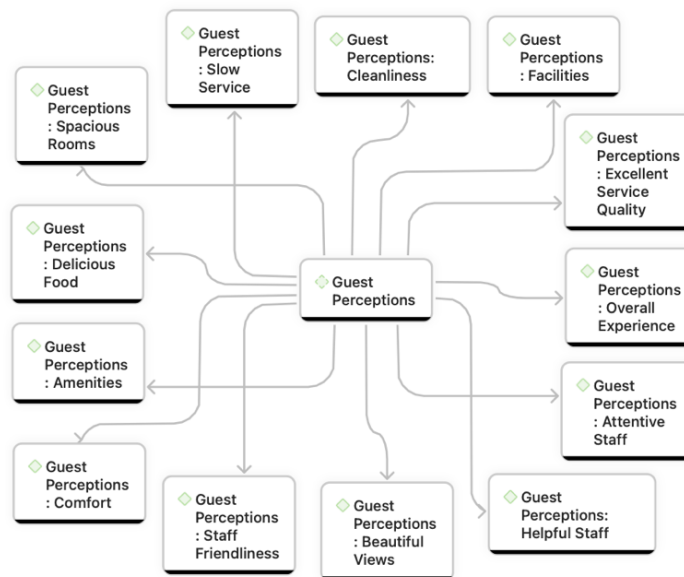 Guest
Perceptions
: Slow
Service
Guest
Perceptions:
Cleanliness
Guest
Perceptions
: Facilities
Guest
Perceptions
: Spacious
Rooms
Guest
Perceptions
: Excellent
Service
Quality
Guest
Perceptions
: Delicious
Food
Guest
Perceptions
Guest
Perceptions
: Overall
Experience
Guest
Perceptions
: Amenities
Guest
Perceptions
: Attentive
Staff
Guest
Perceptions
: Comfort
Guest
Perceptions
: Staff
Friendliness
Guest
Perceptions
: Beautiful
Views
Guest
Perceptions:
Helpful Staff